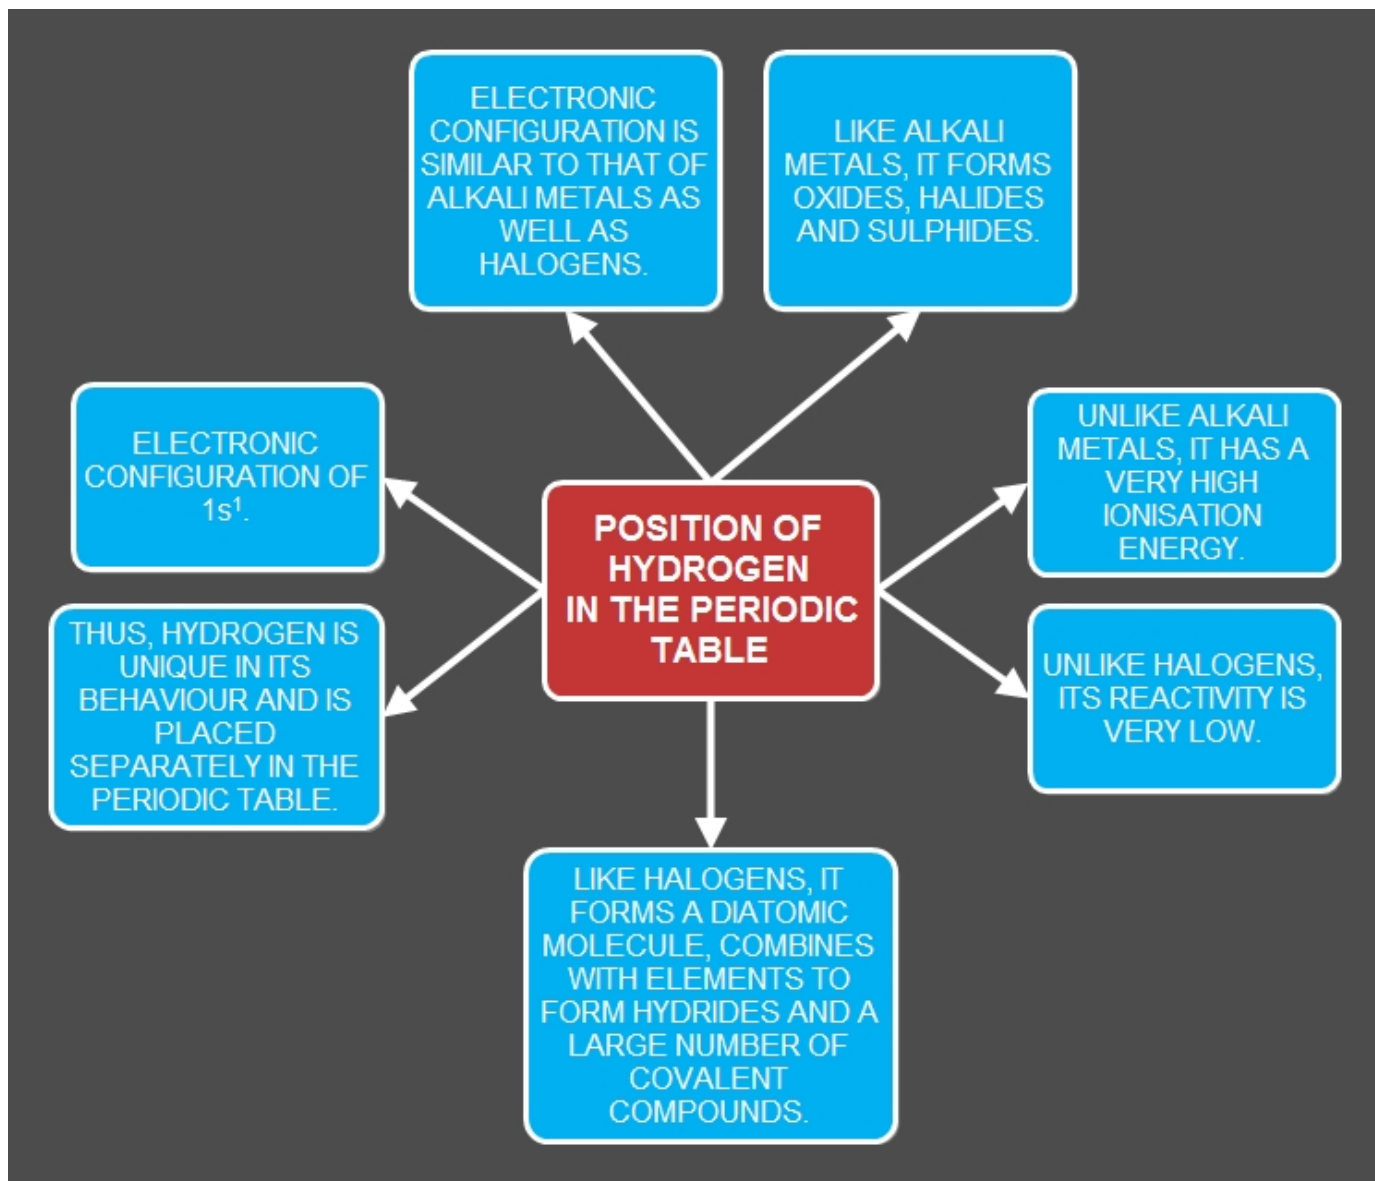 ELECTRONIC
CONFIGURATION IS
SIMILAR TO THAT OF
ALKALI METALS AS
WELL AS
HALOGENS.
LIKE ALKALI
METALS, IT FORMS
OXIDES, HALIDES
AND SULPHIDES.
ELECTRONIC
CONFIGURATION OF
1s¹.
UNLIKE ALKALI
METALS, IT HAS A
VERY HIGH
IONISATION
ENERGY.
POSITION OF
HYDROGEN
IN THE PERIODIC
TABLE
THUS, HYDROGEN IS
UNIQUE IN ITS
BEHAVIOUR AND IS
PLACED
SEPARATELY IN THE
PERIODIC TABLE.
UNLIKE HALOGENS,
ITS REACTIVITY IS
VERY LOW.
LIKE HALOGENS, IT
FORMS A DIATOMIC
MOLECULE, COMBINES
WITH ELEMENTS TO
FORM HYDRIDES AND A
LARGE NUMBER OF
COVALENT
COMPOUNDS.